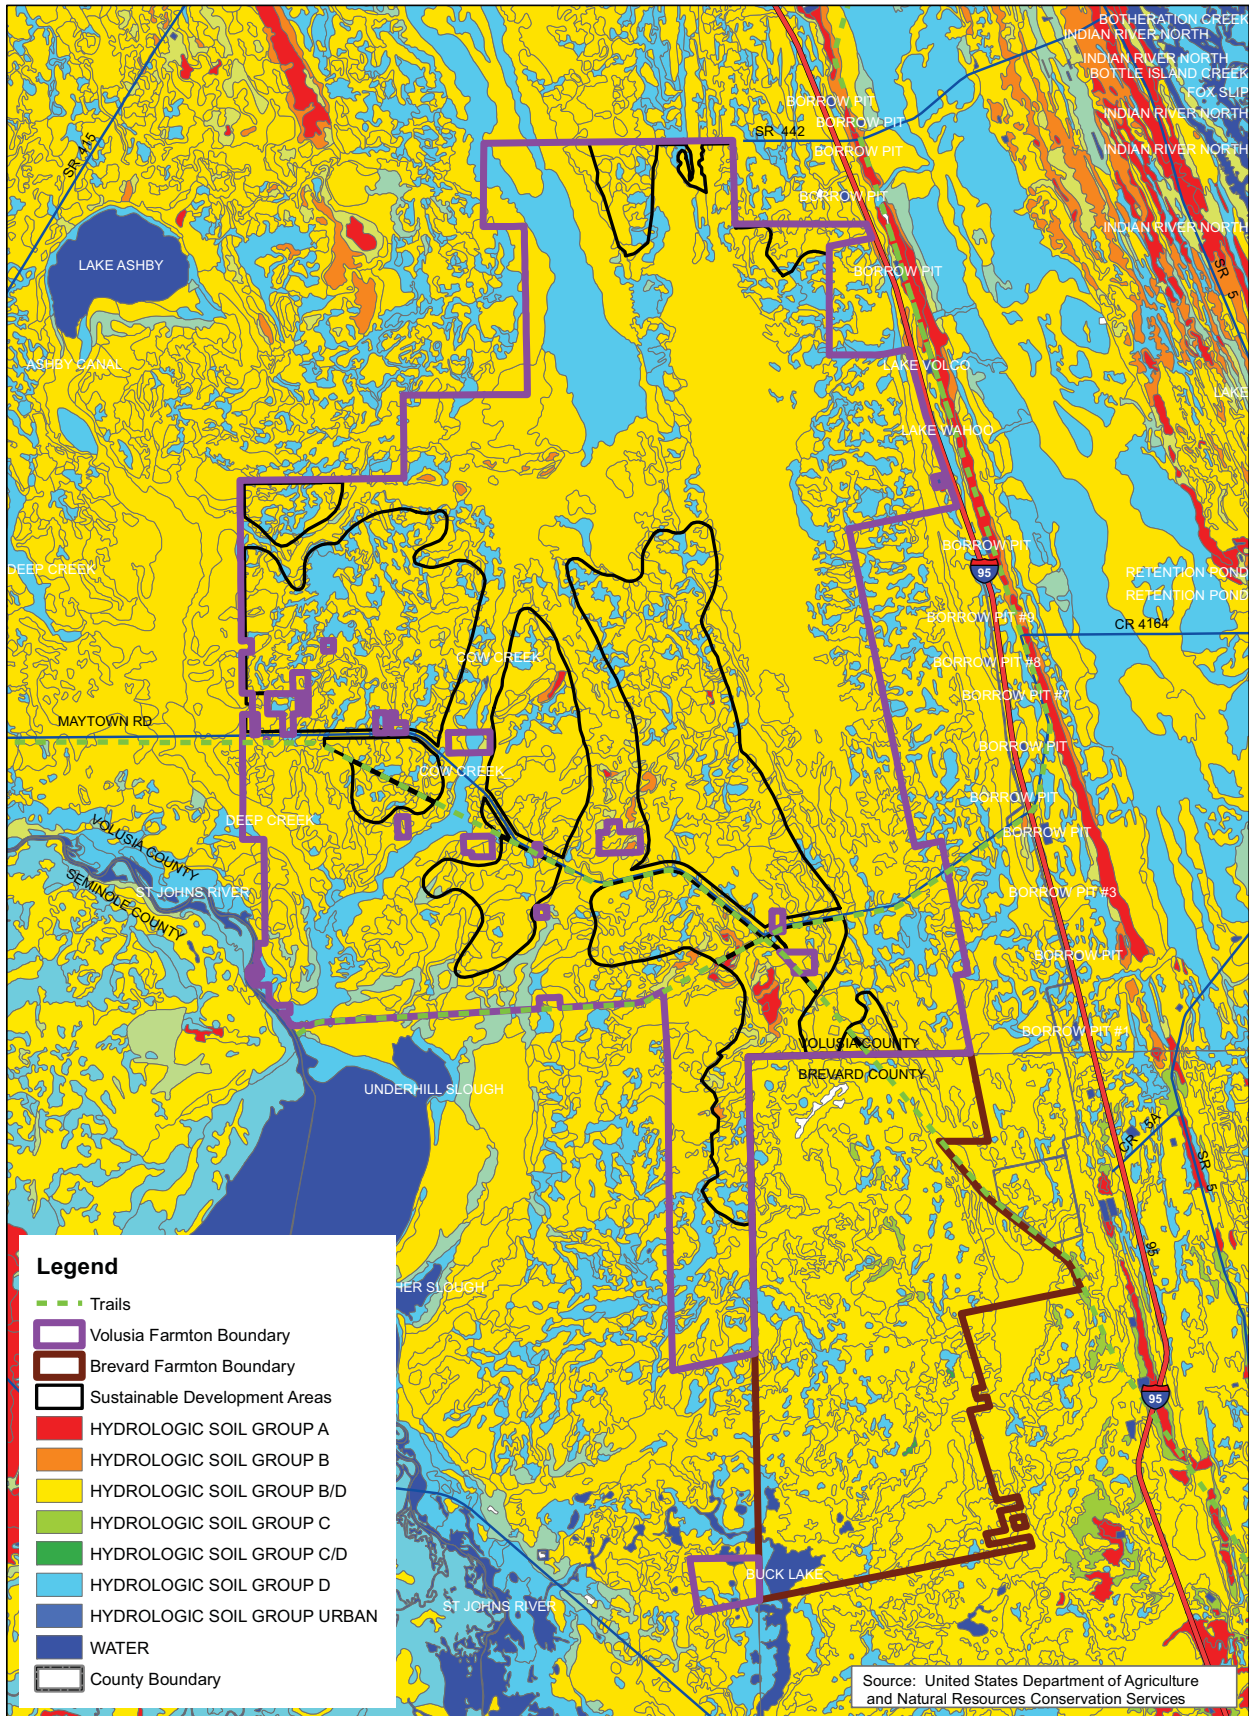 BOTHERATION CREEK
INDIAN RIVER NORTH
INDIAN RIVER NORTH
BOTTLE ISLAND CREEK
FOX SLIP
BORROW PIT
INDIAN RIVER NORTH
BORROW PIT
SR 442
SR 415
BORROW PIT
INDIAN RIVER NORTH
BORROW PIT
INDIAN RIVER NORTH
LAKE ASHBY
BORROW PIT
SR 5
ASHBY CANAL
LAKE VOLCO
LAKE
LAKE WAHOO
BORROW PIT
DEEP CREEK
95
RETENTION POND
RETENTION POND
BORROW PIT #9
CR 4164
COW CREEK
BORROW PIT #8
BORROW PIT #7
MAYTOWN RD
BORROW PIT
COW CREEK
BORROW PIT
DEEP CREEK
VOLUSIA COUNTY
BORROW PIT
ST JOHNS RIVER
SEMINOLE COUNTY
BORROW PIT #3
BORROW PIT
BORROW PIT #1
VOLUSIA COUNTY
BREVARD COUNTY
UNDERHILL SLOUGH
CR 5A
SR 5
95
HER SLOUGH
95
BUCK LAKE
ST JOHNS RIVER
Legend
Trails
Volusia Farmton Boundary
Brevard Farmton Boundary
Sustainable Development Areas
HYDROLOGIC SOIL GROUP A
HYDROLOGIC SOIL GROUP B
HYDROLOGIC SOIL GROUP B/D
HYDROLOGIC SOIL GROUP C
HYDROLOGIC SOIL GROUP C/D
HYDROLOGIC SOIL GROUP D
HYDROLOGIC SOIL GROUP URBAN
WATER
County Boundary
Source: United States Department of Agriculture
and Natural Resources Conservation Services